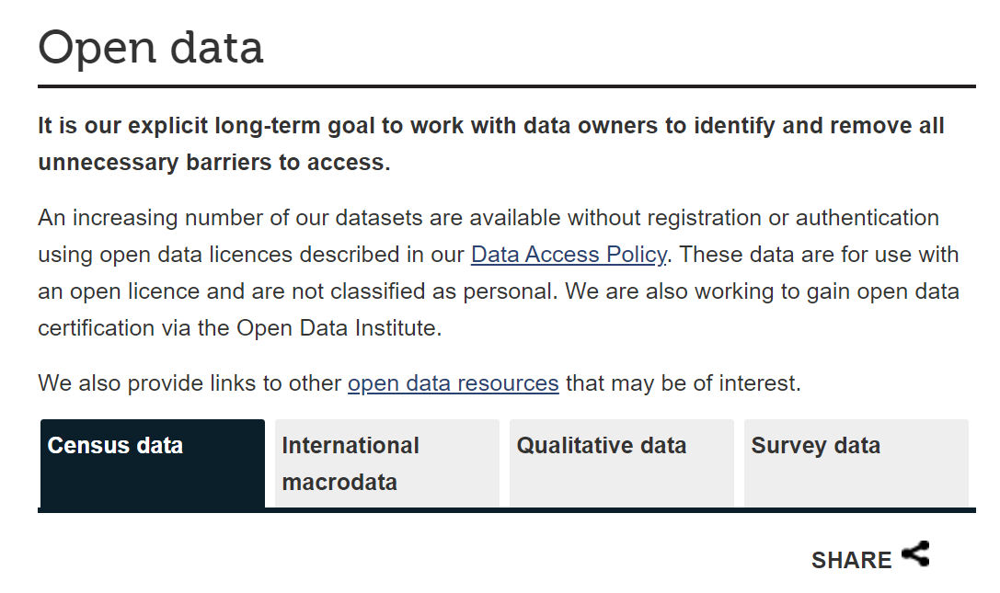 Open data
It is our explicit long-term goal to work with data owners to identify and remove all
unnecessary barriers to access.
An increasing number of our datasets are available without registration or authentication
using open data licences described in our Data Access Policy. These data are for use with
an open licence and are not classified as personal. We are also working to gain open data
certification via the Open Data Institute.
We also provide links to other open data resources that may be of interest.
Census data
International
macrodata
Qualitative data
Survey data
SHARE